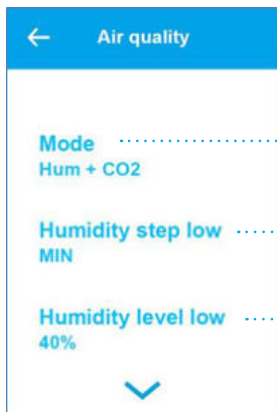 Air quality
Mode
Hum + CO2
Humidity step low
MIN
Humidity level low
40%